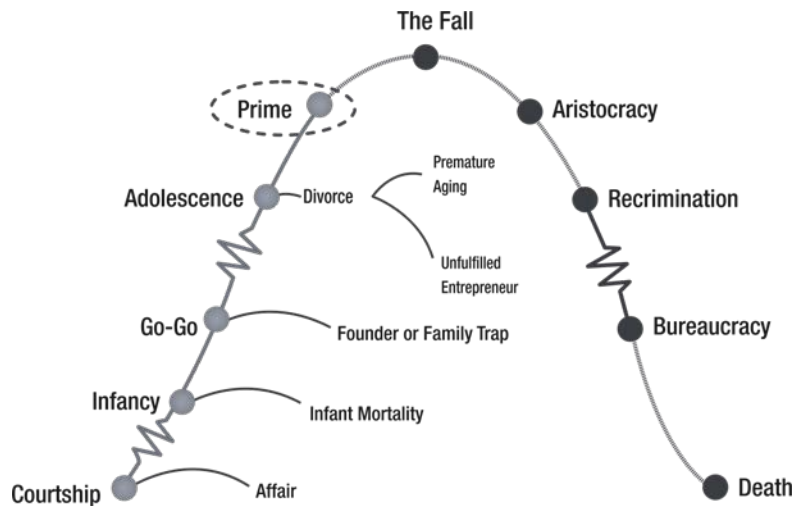 The Fall
Prime
Aristocracy
Premature
Aging
Adolescence
Divorce
Recrimination
Unfulfilled
Entrepreneur
Go-Go
Founder or Family Trap
Bureaucracy
Infancy
Infant Mortality
Courtship
Affair
Death